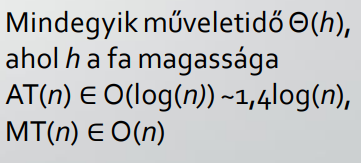 Mindegyik műveletidő Θ(h),
ahol h a fa magassága
AT(n) ∈ O(log(n)) ~1,4log(n),
MT(n) ∈ O(n)